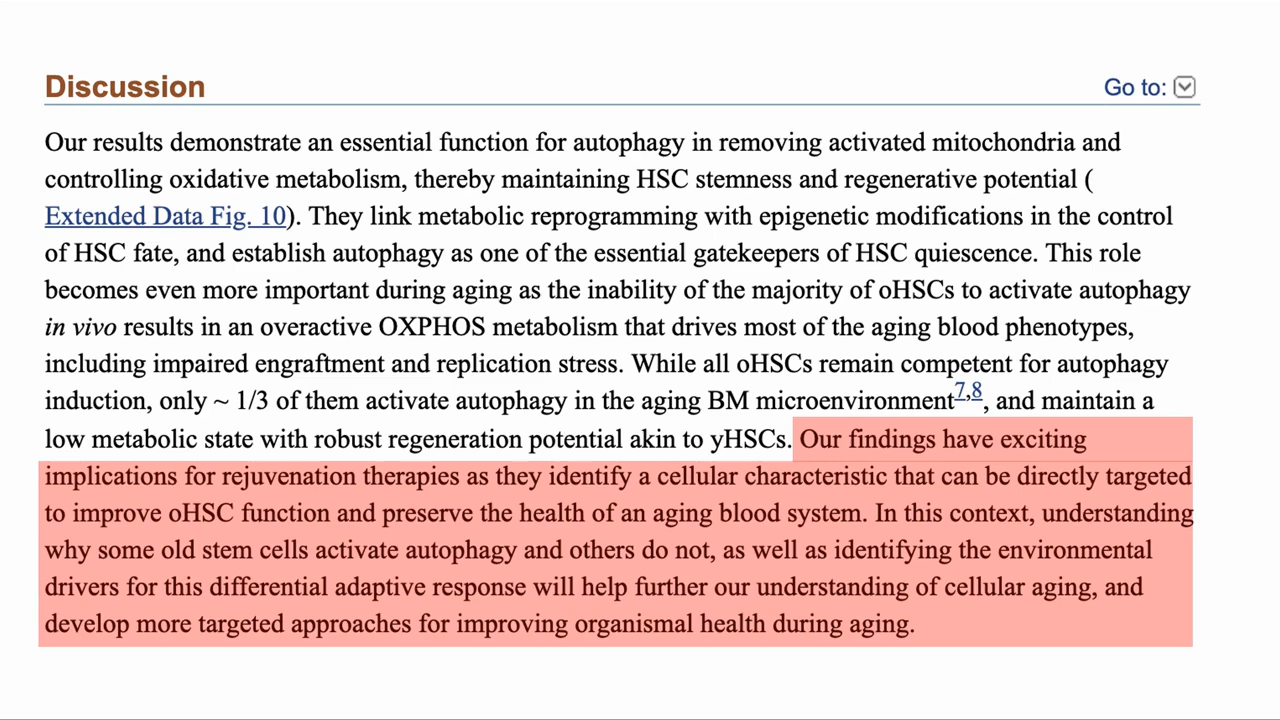 Discussion
Go to:
Our results demonstrate an essential function for autophagy in removing activated mitochondria and
controlling oxidative metabolism, thereby maintaining HSC stemness and regenerative potential (
Extended Data Fig. 10). They link metabolic reprogramming with epigenetic modifications in the control
of HSC fate, and establish autophagy as one of the essential gatekeepers of HSC quiescence. This role
becomes even more important during aging as the inability of the majority of oHSCs to activate autophagy
in vivo results in an overactive OXPHOS metabolism that drives most of the aging blood phenotypes,
including impaired engraftment and replication stress. While all oHSCs remain competent for autophagy
induction, only ~ 1/3 of them activate autophagy in the aging BM microenvironment7,8, and maintain a
low metabolic state with robust regeneration potential akin to yHSCs. Our findings have exciting
implications for rejuvenation therapies as they identify a cellular characteristic that can be directly targeted
to improve oHSC function and preserve the health of an aging blood system. In this context, understanding
why some old stem cells activate autophagy and others do not, as well as identifying the environmental
drivers for this differential adaptive response will help further our understanding of cellular aging, and
develop more targeted approaches for improving organismal health during aging.